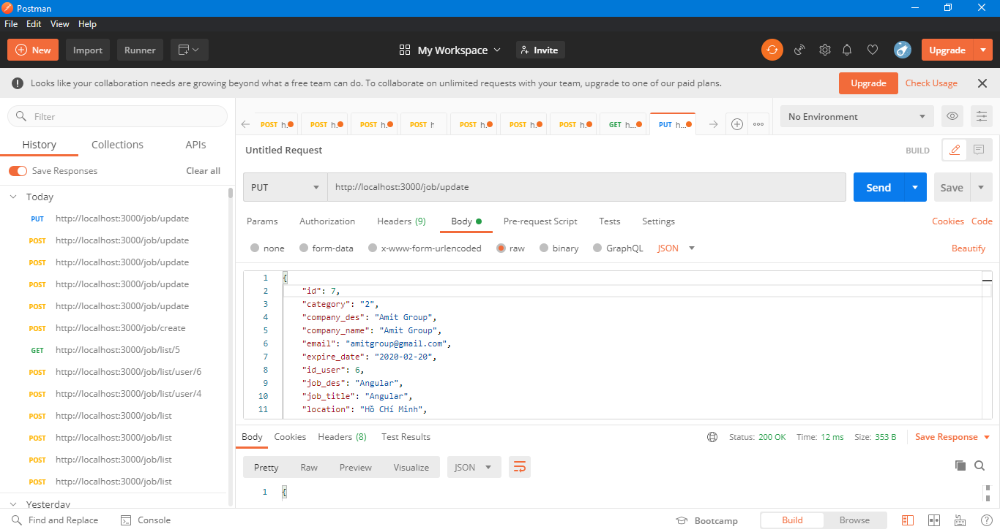 Postman
File Edit View Help
New Import Runner My Workspace Invite Upgrade
Looks like your collaboration needs are growing beyond what a free team can do. To collaborate on unlimited requests with your team, upgrade to one of our paid plans. Upgrade Check Usage
Filter
History Collections APIs
Save Responses Clear all
Today
PUT http://localhost:3000/job/update
POST http://localhost:3000/job/update
POST http://localhost:3000/job/update
POST http://localhost:3000/job/update
POST http://localhost:3000/job/update
POST http://localhost:3000/job/create
GET http://localhost:3000/job/list/5
POST http://localhost:3000/job/list/user/6
POST http://localhost:3000/job/list/user/4
POST http://localhost:3000/job/list
POST http://localhost:3000/job/list
POST http://localhost:3000/job/list
POST http://localhost:3000/job/list
Yesterday
POST h. POST h. POST h. POST h POST h. POST h. POST h. GET h... PUT h... No Environment
Untitled Request BUILD
PUT http://localhost:3000/job/update Send Save
Params Authorization Headers (9) Body Pre-request Script Tests Settings Cookies Code
none form-data x-www-form-urlencoded raw binary GraphQL JSON Beautify
1 {
2 "id": 7,
3 "category": "2",
4 "company_des": "Amit Group",
5 "company_name": "Amit Group",
6 "email": "amitgroup@gmail.com",
7 "expire_date": "2020-02-20",
8 "id_user": 6,
9 "job_des": "Angular",
10 "job_title": "Angular",
11 "location": "Hồ CHí Minh",
Body Cookies Headers (8) Test Results Status: 200 OK Time: 12 ms Size: 353 B Save Response
Pretty Raw Preview Visualize JSON
1 {
Find and Replace Console Bootcamp Build Browse